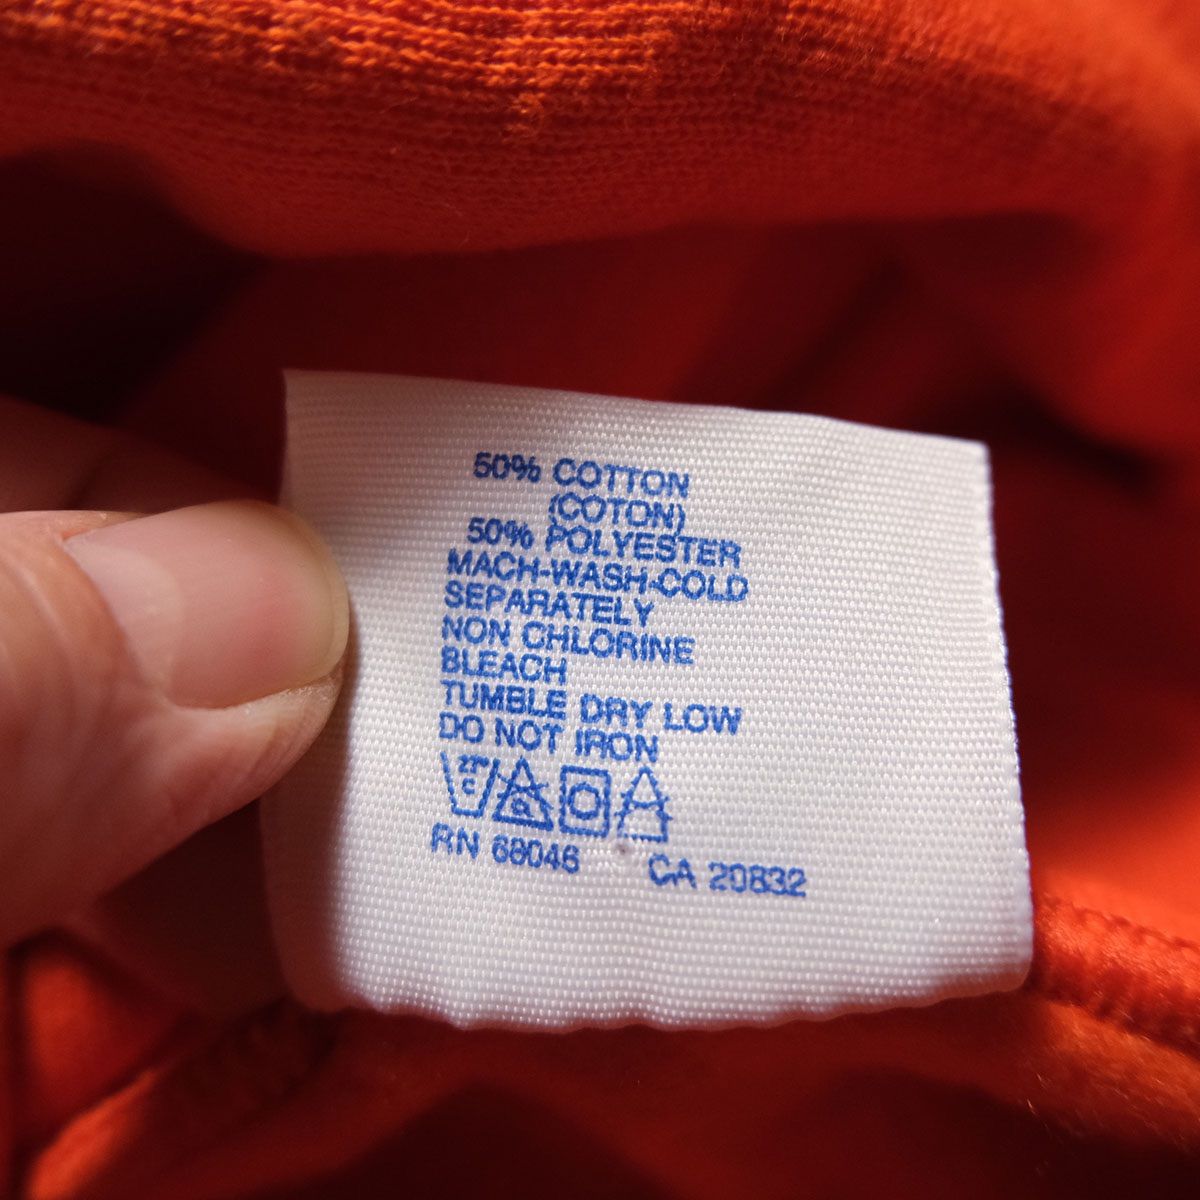 50% COTTON
(COTON)
50% POLYESTER
MACH-WASH-COLD
SEPARATELY
NON CHLORINE
BLEACH
TUMBLE DRY LOW
DO NOT IRON
RN 68046 CA 20832